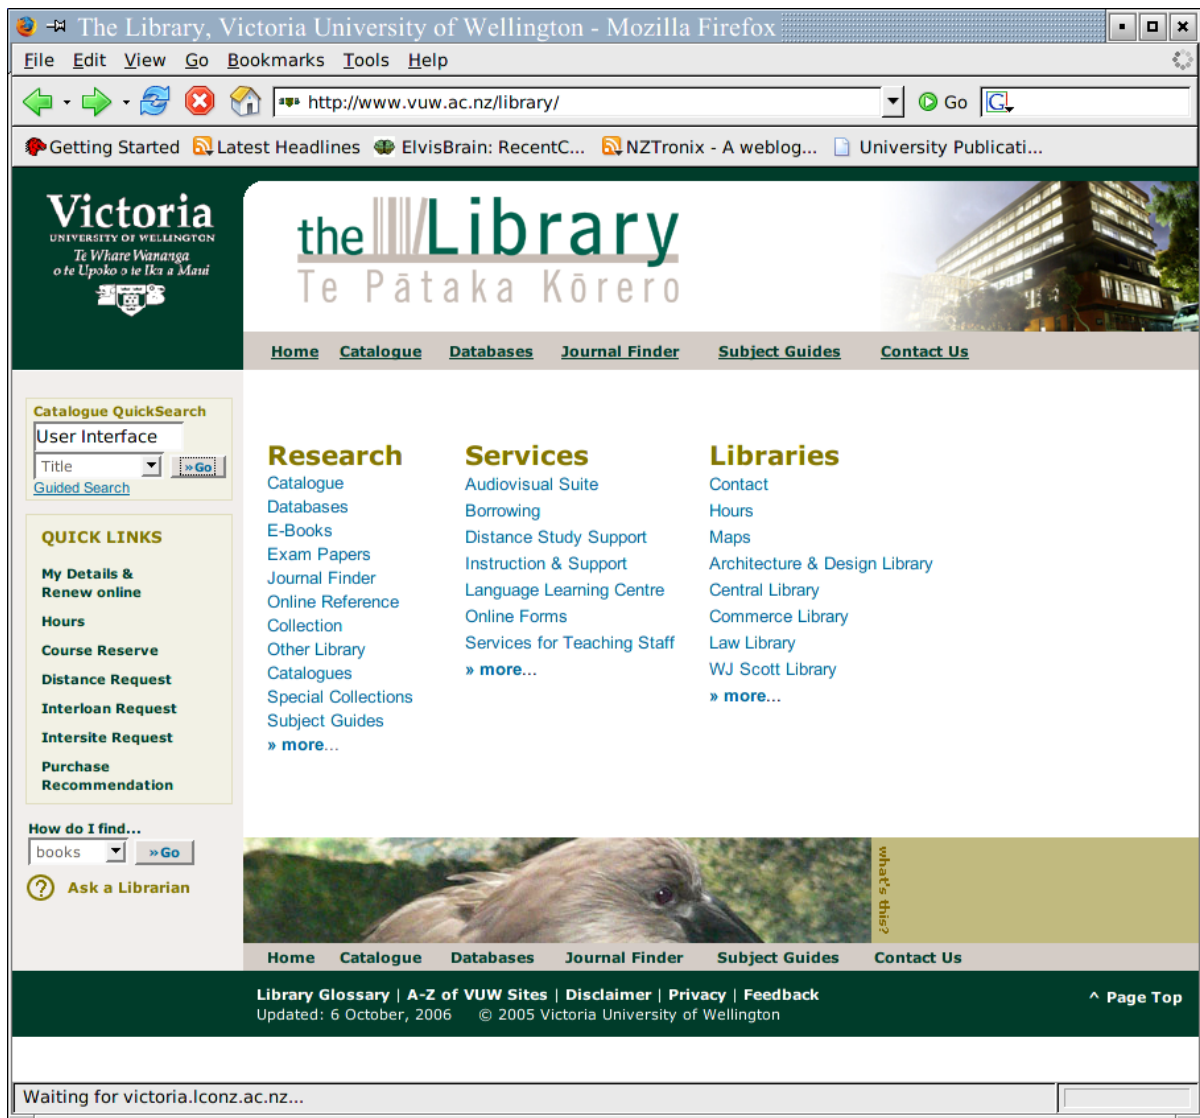 The Library, Victoria University of Wellington - Mozilla Firefox
File Edit View Go Bookmarks Tools Help
http://www.vuw.ac.nz/library/ Go G
Getting Started Latest Headlines ElvisBrain: RecentC... NZTronix - A weblog... University Publicati...
Victoria
UNIVERSITY OF WELLINGTON
Te Whare Wananga
o te Upoko o te Ika a Maui
the Library
Te Pātaka Kōrero
Home Catalogue Databases Journal Finder Subject Guides Contact Us
Catalogue QuickSearch
User Interface
Title » Go
Guided Search
QUICK LINKS
My Details &
Renew online
Hours
Course Reserve
Distance Request
Interloan Request
Intersite Request
Purchase
Recommendation
How do I find...
books » Go
? Ask a Librarian
Research
Catalogue
Databases
E-Books
Exam Papers
Journal Finder
Online Reference
Collection
Other Library
Catalogues
Special Collections
Subject Guides
» more...
Services
Audiovisual Suite
Borrowing
Distance Study Support
Instruction & Support
Language Learning Centre
Online Forms
Services for Teaching Staff
» more...
Libraries
Contact
Hours
Maps
Architecture & Design Library
Central Library
Commerce Library
Law Library
WJ Scott Library
» more...
what's this?
Home Catalogue Databases Journal Finder Subject Guides Contact Us
Library Glossary | A-Z of VUW Sites | Disclaimer | Privacy | Feedback ^ Page Top
Updated: 6 October, 2006 © 2005 Victoria University of Wellington
Waiting for victoria.lconz.ac.nz...